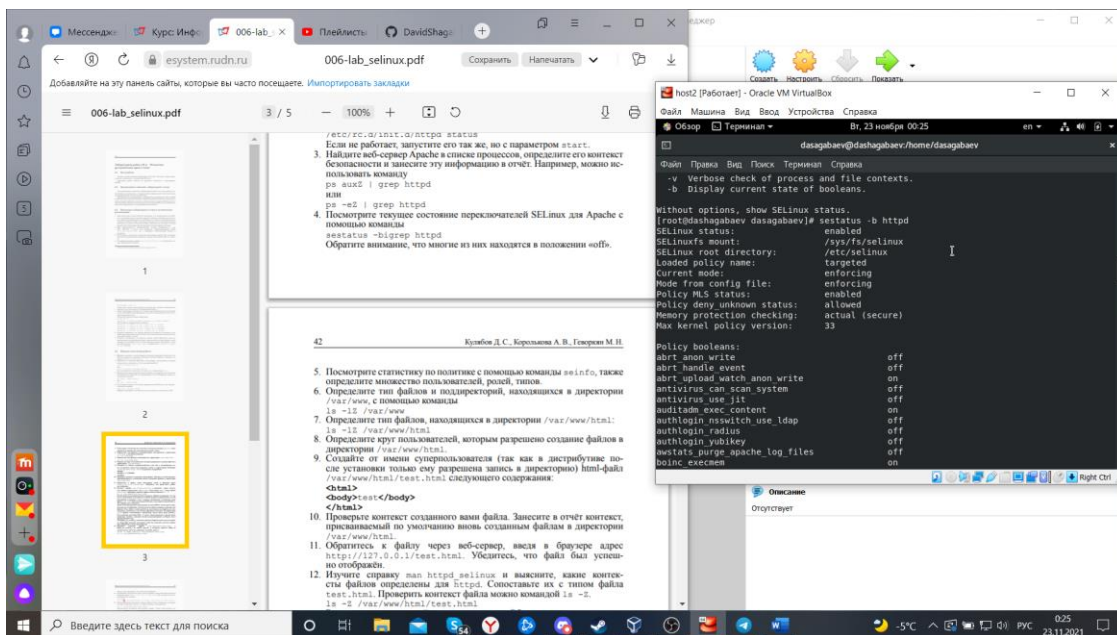 Мессендж
Курс: Инфо
006-lab_s
Плейлисты
DavidShaga
esystem.rudn.ru
006-lab_selinux.pdf
Сохранить
Напечатать
Добавляйте на эту панель сайты, которые вы часто посещаете. Импортировать закладки
006-lab_selinux.pdf
3 / 5
100%
1
2
3
/etc/rc.d/init.d/httpd status
Если не работает, запустите его так же, но с параметром start.
3. Найдите веб-сервер Apache в списке процессов, определите его контекст
безопасности и занесите эту информацию в отчёт. Например, можно ис-
пользовать команду
ps auxZ | grep httpd
или
ps -eZ | grep httpd
4. Посмотрите текущее состояние переключателей SELinux для Apache с
помощью команды
sestatus -bigrep httpd
Обратите внимание, что многие из них находятся в положении «off».
42
Кулябов Д. С., Королькова А. В., Геворкян М. Н.
5. Посмотрите статистику по политике с помощью команды seinfo, также
определите множество пользователей, ролей, типов.
6. Определите тип файлов и поддиректорий, находящихся в директории
/var/www, с помощью команды
ls -lZ /var/www
7. Определите тип файлов, находящихся в директории /var/www/html:
ls -lZ /var/www/html
8. Определите круг пользователей, которым разрешено создание файлов в
директории /var/www/html.
9. Создайте от имени суперпользователя (так как в дистрибутиве по-
сле установки только ему разрешена запись в директорию) html-файл
/var/www/html/test.html следующего содержания:
<html>
<body>test</body>
</html>
10. Проверьте контекст созданного вами файла. Занесите в отчёт контекст,
присваиваемый по умолчанию вновь созданным файлам в директории
/var/www/html.
11. Обратитесь к файлу через веб-сервер, введя в браузере адрес
http://127.0.0.1/test.html. Убедитесь, что файл был успеш-
но отображён.
12. Изучите справку man httpd_selinux и выясните, какие контек-
сты файлов определены для httpd. Сопоставьте их с типом файла
test.html. Проверить контекст файла можно командой ls -Z.
ls -Z /var/www/html/test.html
еджер
Создать Настроить Сбросить Показать
host2 [Работает] - Oracle VM VirtualBox
Файл Машина Вид Ввод Устройства Справка
Обзор Терминал Вт, 23 ноября 00:25 en
dasagabaev@dashagabaev:/home/dasagabaev
Файл Правка Вид Поиск Терминал Справка
-v Verbose check of process and file contexts.
-b Display current state of booleans.
Without options, show SELinux status.
[root@dashagabaev dasagabaev]# sestatus -b httpd
SELinux status: enabled
SELinuxfs mount: /sys/fs/selinux
SELinux root directory: /etc/selinux
Loaded policy name: targeted
Current mode: enforcing
Mode from config file: enforcing
Policy MLS status: enabled
Policy deny_unknown status: allowed
Memory protection checking: actual (secure)
Max kernel policy version: 33
Policy booleans:
abrt_anon_write off
abrt_handle_event off
abrt_upload_watch_anon_write on
antivirus_can_scan_system off
antivirus_use_jit off
auditadm_exec_content on
authlogin_nsswitch_use_ldap off
authlogin_radius off
authlogin_yubikey off
awstats_purge_apache_log_files off
boinc_execmem on
Right Ctrl
Описание
Отсутствует
Введите здесь текст для поиска
54
-5°C
РУС
0:25
23.11.2021